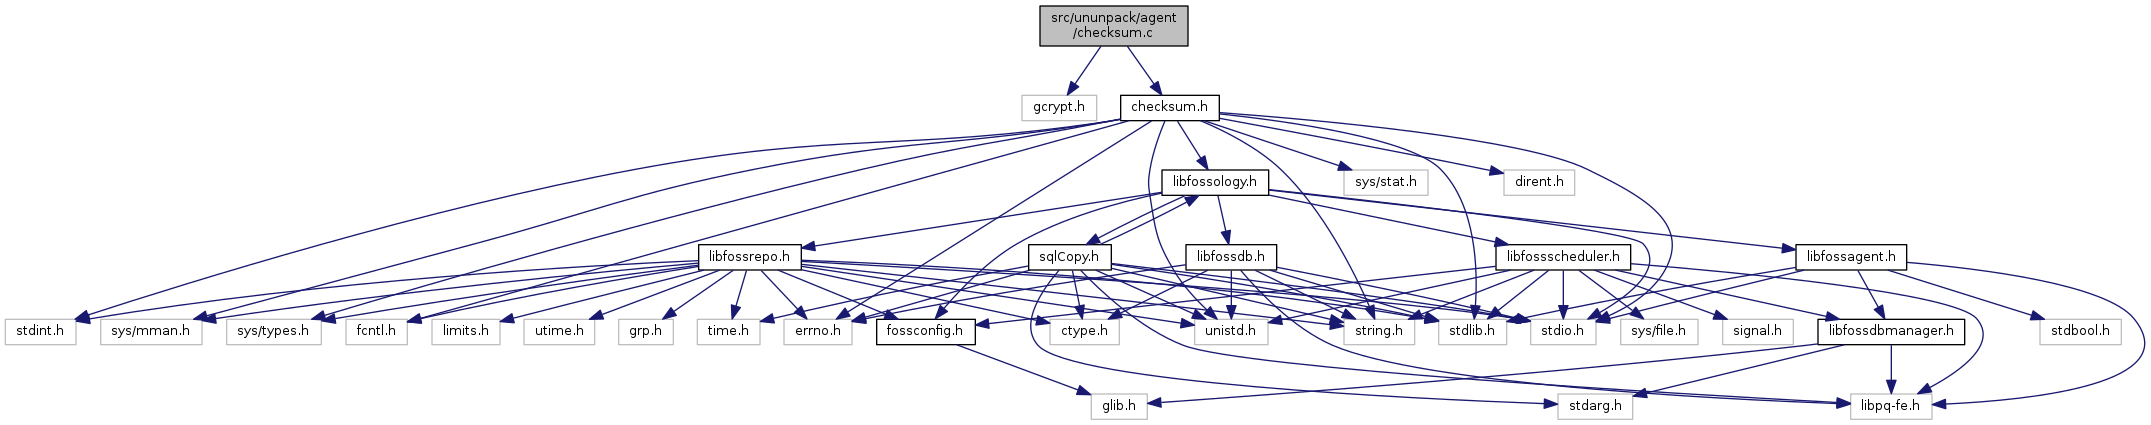 src/ununpack/agent
/checksum.c
gcrypt.h
checksum.h
libfossology.h
sys/stat.h
dirent.h
libfossrepo.h
sqlCopy.h
libfossdb.h
libfossscheduler.h
libfossagent.h
stdint.h
sys/mman.h
sys/types.h
fcntl.h
limits.h
utime.h
grp.h
time.h
errno.h
fossconfig.h
ctype.h
unistd.h
string.h
stdlib.h
stdio.h
sys/file.h
signal.h
libfossdbmanager.h
stdbool.h
glib.h
stdarg.h
libpq-fe.h